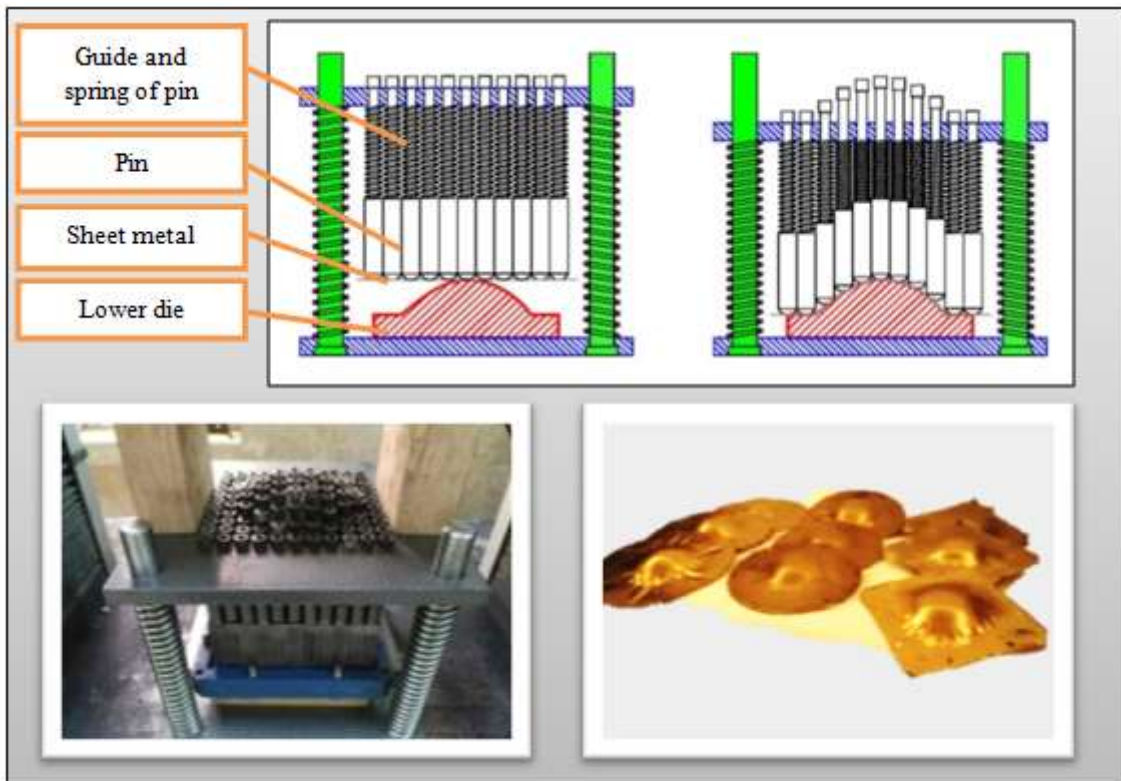 Guide and
spring of pin
Pin
Sheet metal
Lower die